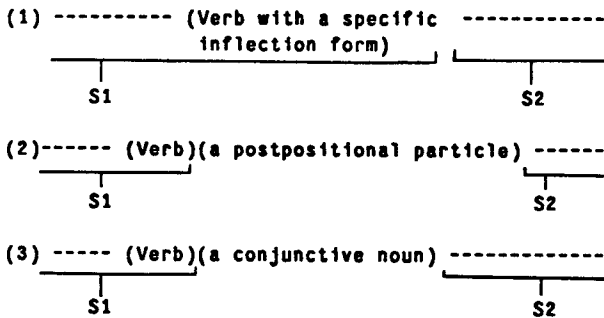 (1) ---------- (Verb with a specific ------------
inflection form)
S1 S2
(2)------ (Verb)(a postpositional particle) ------
S1 S2
(3) ----- (Verb)(a conjunctive noun) --------------
S1 S2